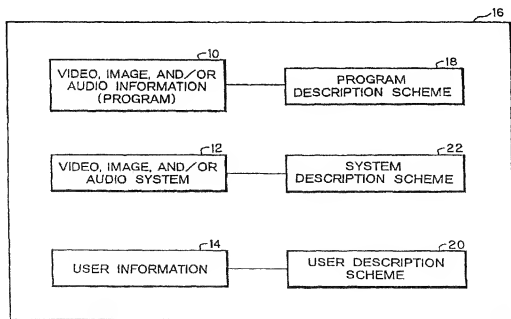 16
10
VIDEO, IMAGE, AND/OR
AUDIO INFORMATION
(PROGRAM)
18
PROGRAM
DESCRIPTION SCHEME
12
VIDEO, IMAGE, AND/OR
AUDIO SYSTEM
22
SYSTEM
DESCRIPTION SCHEME
14
USER INFORMATION
20
USER DESCRIPTION
SCHEME